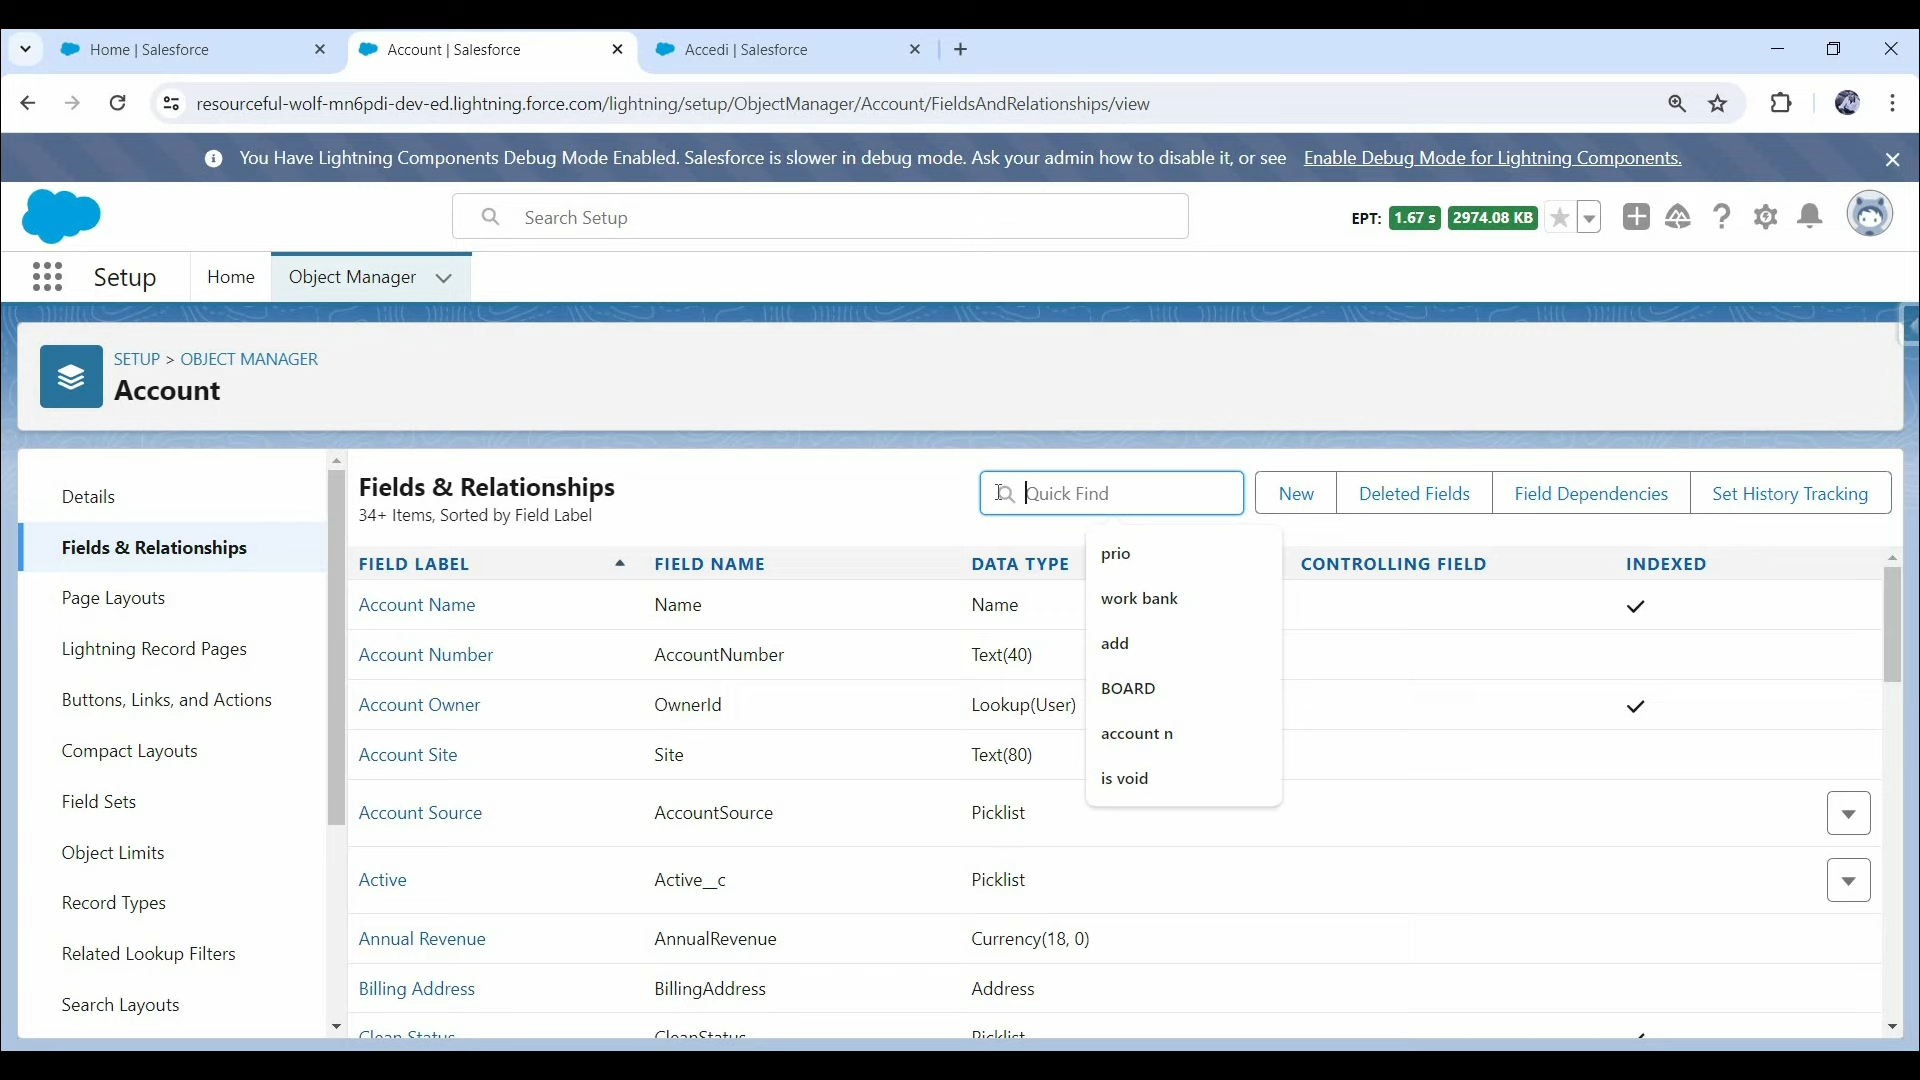 Home | Salesforce
Account | Salesforce
Accedi | Salesforce
resourceful-wolf-mn6pdi-dev-ed.lightning.force.com/lightning/setup/ObjectManager/Account/FieldsAndRelationships/view
You Have Lightning Components Debug Mode Enabled. Salesforce is slower in debug mode. Ask your admin how to disable it, or see Enable Debug Mode for Lightning Components.
Search Setup
EPT: 1.67 s 2974.08 KB
Setup
Home
Object Manager
SETUP > OBJECT MANAGER
Account
Details
Fields & Relationships
Page Layouts
Lightning Record Pages
Buttons, Links, and Actions
Compact Layouts
Field Sets
Object Limits
Record Types
Related Lookup Filters
Search Layouts
Fields & Relationships
34+ Items, Sorted by Field Label
Quick Find
New
Deleted Fields
Field Dependencies
Set History Tracking
prio
work bank
add
BOARD
account n
is void
FIELD LABEL FIELD NAME DATA TYPE CONTROLLING FIELD INDEXED
Account Name Name Name
Account Number AccountNumber Text(40)
Account Owner OwnerId Lookup(User)
Account Site Site Text(80)
Account Source AccountSource Picklist
Active Active__c Picklist
Annual Revenue AnnualRevenue Currency(18, 0)
Billing Address BillingAddress Address
Clean Status CleanStatus Picklist